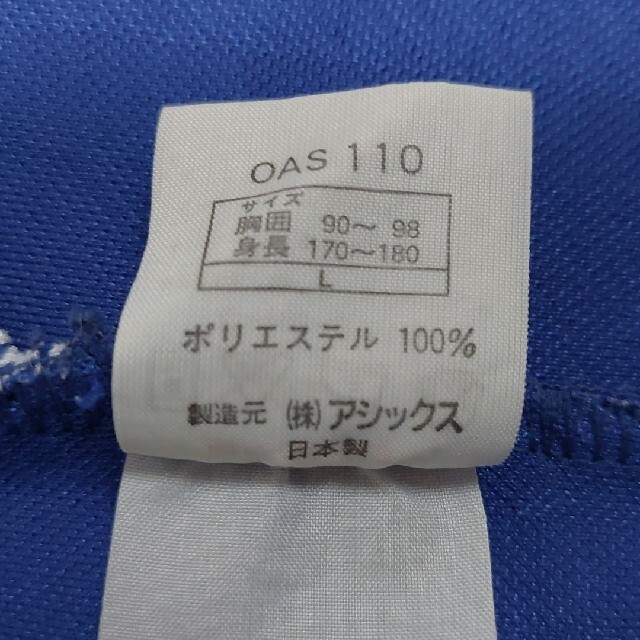 OAS 110
サイズ
胸囲 90〜 98
身長 170〜180
L
ポリエステル 100%
製造元 (株)アシックス
日本製